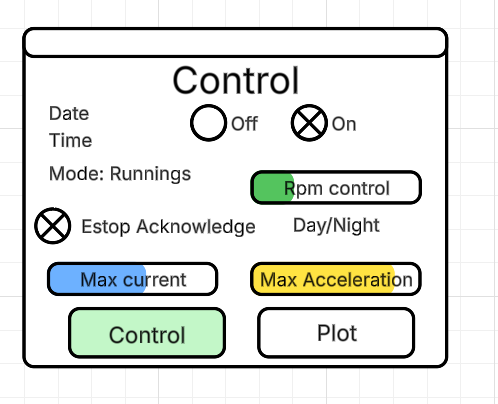 Control
Date
Off
On
Time
Mode: Runnings
Rpm control
Estop Acknowledge
Day/Night
Max current
Max Acceleration
Control
Plot